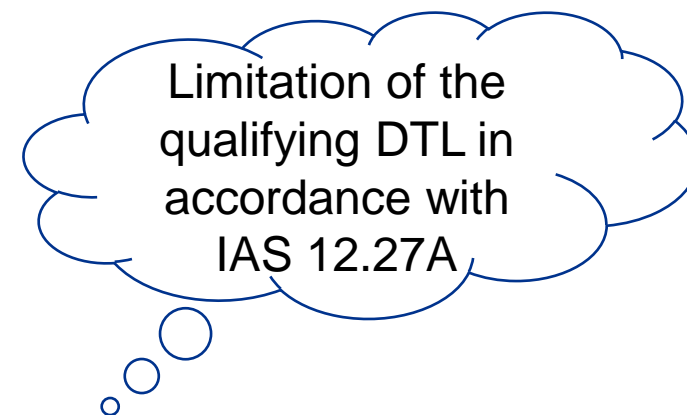 Limitation of the
qualifying DTL in
accordance with
IAS 12.27A